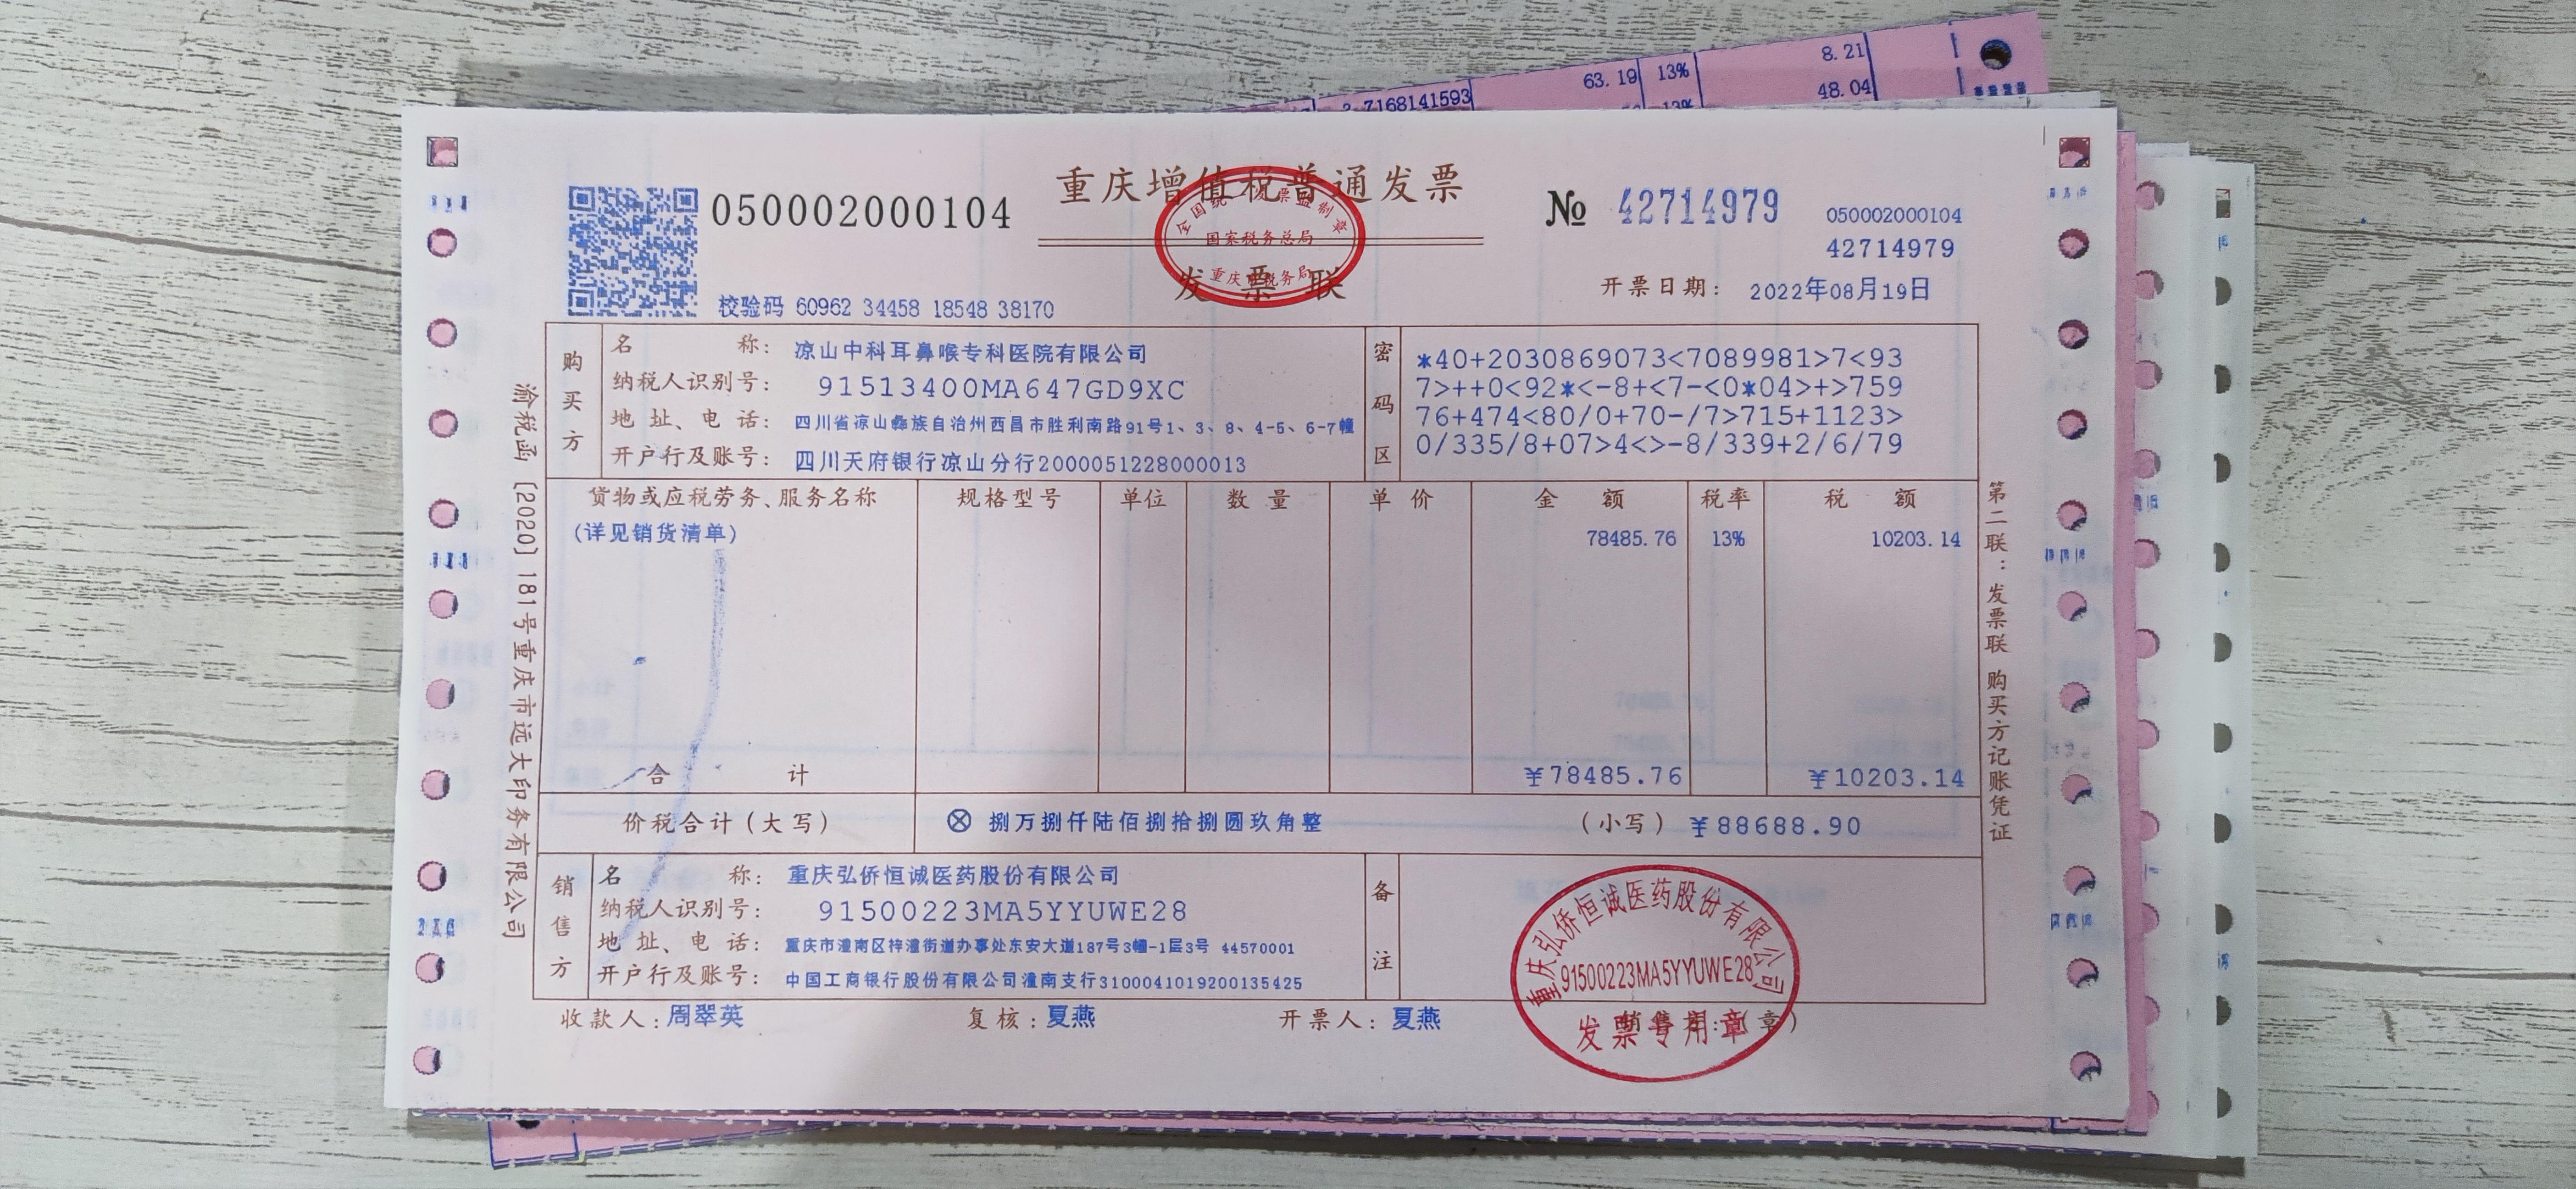 8.21
63.19 13%
48.04
2.7168141593
重庆增值税普通发票
050002000104
No 42714979
050002000104
42714979
全国统一发票监制章
国家税务总局
重庆市税务局
发票联
校验码 60962 34458 18548 38170
开票日期: 2022年08月19日
购买方
名 称: 凉山中科耳鼻喉专科医院有限公司
纳税人识别号: 91513400MA647GD9XC
地址、电话: 四川省凉山彝族自治州西昌市胜利南路91号1、3、8、4-5、6-7幢
开户行及账号: 四川天府银行凉山分行2000051228000013
密码区
*40+2030869073<7089981>7<93
7>++0<92*<-8+<7-<0*04>+>759
76+474<80/0+70-/7>715+1123>
0/335/8+07>4<>-8/339+2/6/79
货物或应税劳务、服务名称 规格型号 单位 数量 单价 金额 税率 税额
(详见销货清单) 78485.76 13% 10203.14
合计 ¥78485.76 ¥10203.14
价税合计(大写) ⊗ 捌万捌仟陆佰捌拾捌圆玖角整 (小写) ¥88688.90
销售方
名 称: 重庆弘侨恒诚医药股份有限公司
纳税人识别号: 91500223MA5YYUWE28
地址、电话: 重庆市潼南区梓潼街道办事处东安大道187号3幢-1层3号 44570001
开户行及账号: 中国工商银行股份有限公司潼南支行3100041019200135425
备注
收款人: 周翠英 复核: 夏燕 开票人: 夏燕 销售方:(章)
重庆弘侨恒诚医药股份有限公司
91500223MA5YYUWE28
发票专用章
渝税函[2020]181号重庆市远大印务有限公司
第二联:发票联 购买方记账凭证